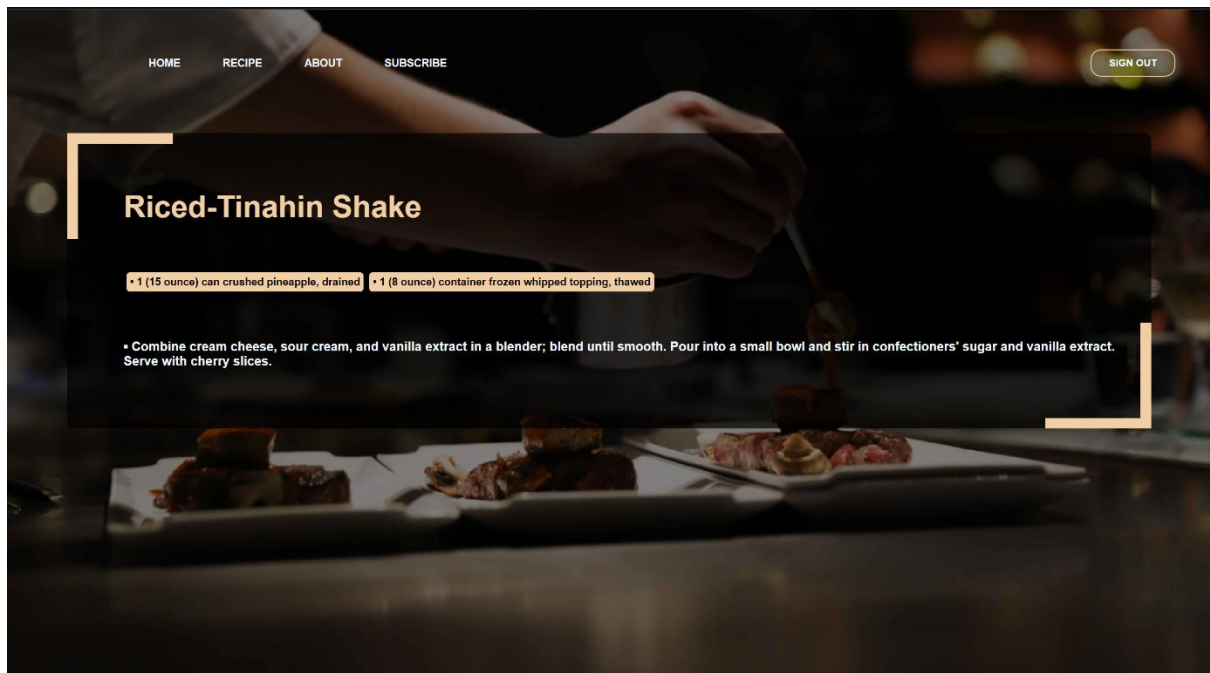 HOME RECIPE ABOUT SUBSCRIBE SIGN OUT
Riced-Tinahin Shake
• 1 (15 ounce) can crushed pineapple, drained • 1 (8 ounce) container frozen whipped topping, thawed
▪ Combine cream cheese, sour cream, and vanilla extract in a blender; blend until smooth. Pour into a small bowl and stir in confectioners' sugar and vanilla extract.
Serve with cherry slices.